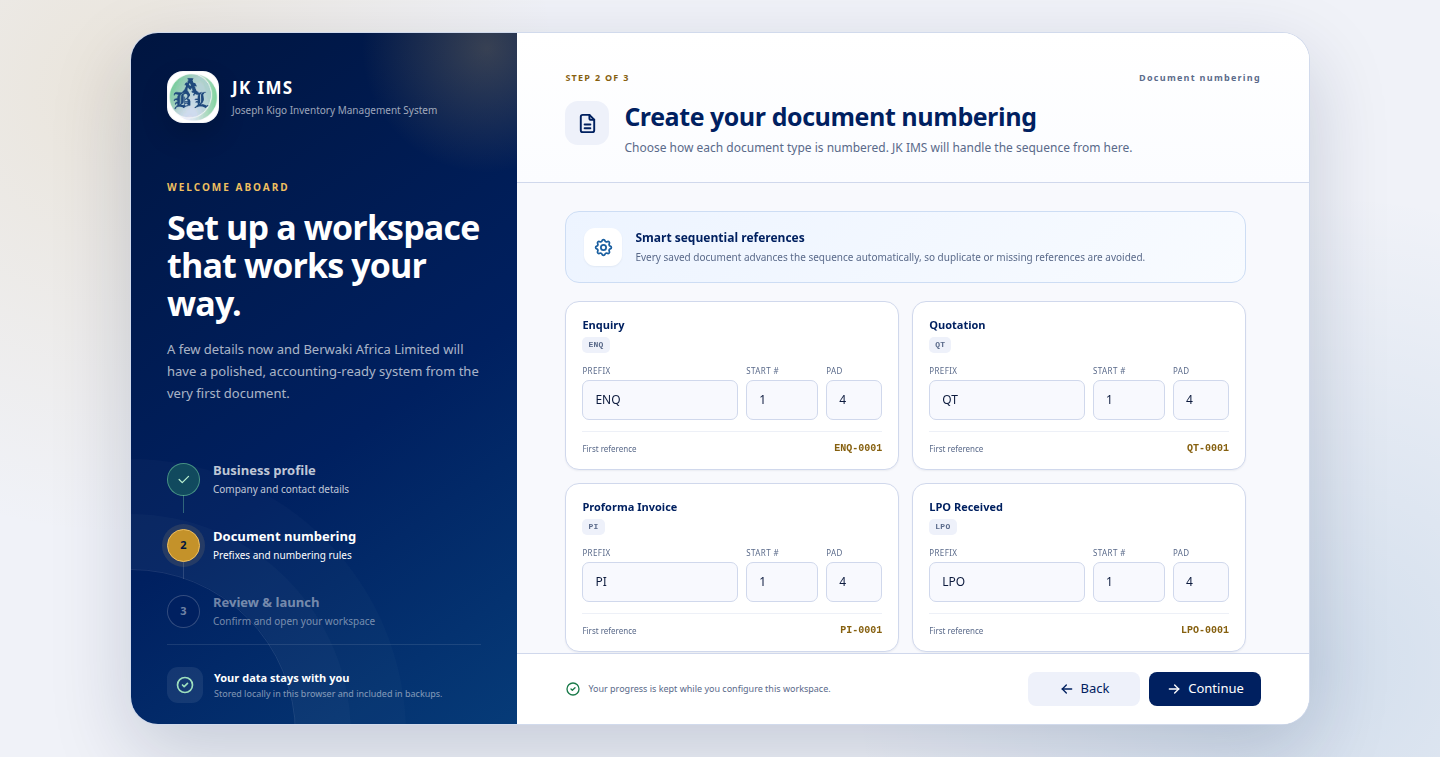 JK IMS
Joseph Kigo Inventory Management System
WELCOME ABOARD
Set up a workspace
that works your
way.
A few details now and Berwaki Africa Limited will
have a polished, accounting-ready system from the
very first document.
Business profile
Company and contact details
2
Document numbering
Prefixes and numbering rules
3
Review & launch
Confirm and open your workspace
Your data stays with you
Stored locally in this browser and included in backups.
STEP 2 OF 3
Document numbering
Create your document numbering
Choose how each document type is numbered. JK IMS will handle the sequence from here.
Smart sequential references
Every saved document advances the sequence automatically, so duplicate or missing references are avoided.
Enquiry
ENQ
PREFIX START # PAD
ENQ 1 4
First reference ENQ-0001
Quotation
QT
PREFIX START # PAD
QT 1 4
First reference QT-0001
Proforma Invoice
PI
PREFIX START # PAD
PI 1 4
First reference PI-0001
LPO Received
LPO
PREFIX START # PAD
LPO 1 4
First reference LPO-0001
Your progress is kept while you configure this workspace.
Back
Continue